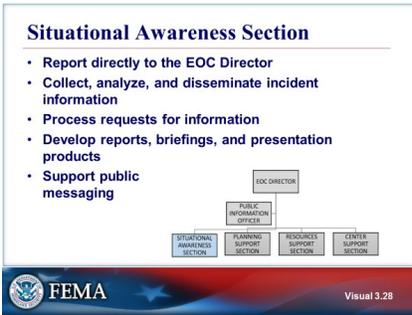 Situational Awareness Section
• Report directly to the EOC Director
• Collect, analyze, and disseminate incident
information
• Process requests for information
• Develop reports, briefings, and presentation
products
• Support public
messaging
EOC DIRECTOR
PUBLIC
INFORMATION
OFFICER
SITUATIONAL
AWARENESS
SECTION
PLANNING
SUPPORT
SECTION
RESOURCES
SUPPORT
SECTION
CENTER
SUPPORT
SECTION
FEMA
Visual 3.28